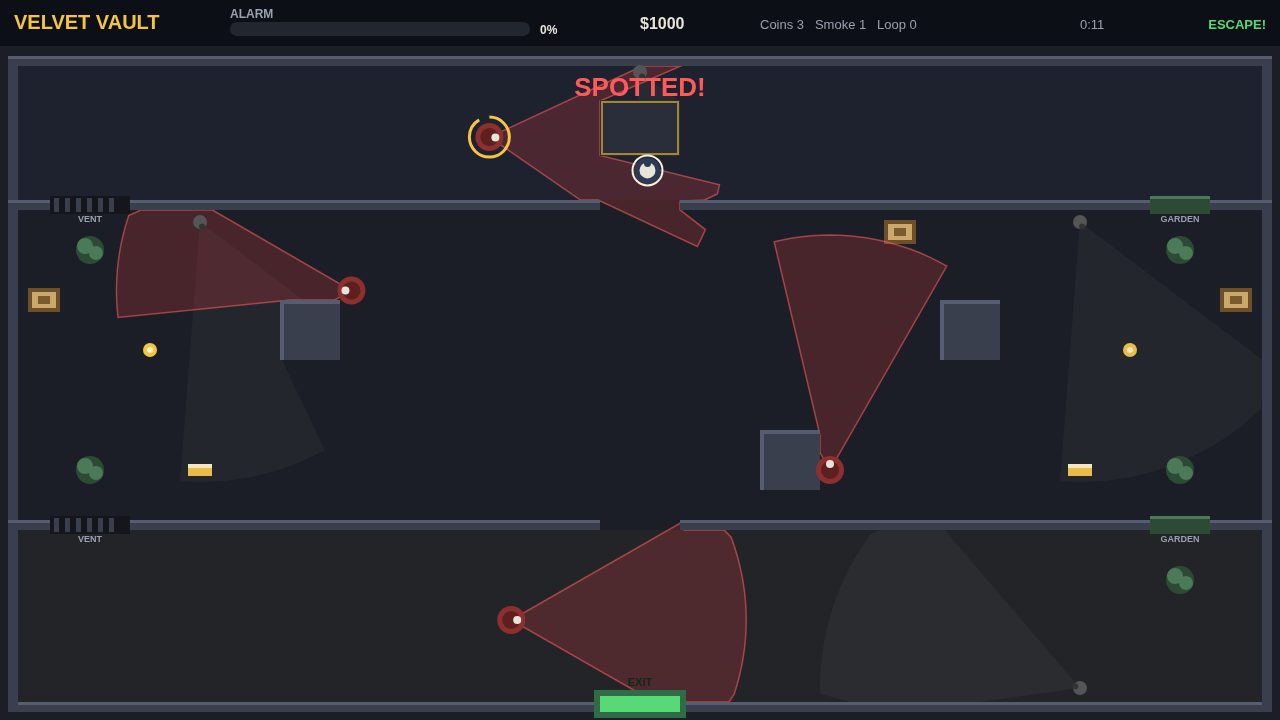 VELVET VAULT
ALARM
0%
$1000
Coins 3 Smoke 1 Loop 0
0:11
ESCAPE!
SPOTTED!
VENT
GARDEN
VENT
GARDEN
EXIT